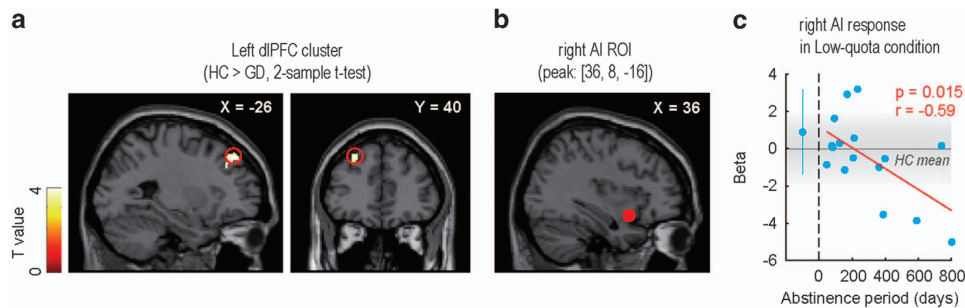 a
Left dlPFC cluster
(HC > GD, 2-sample t-test)
X = -26
Y = 40
4
T value
0
b
right AI ROI
(peak: [36, 8, -16])
X = 36
c
right AI response
in Low-quota condition
p = 0.015
r = -0.59
HC mean
Beta
4
2
0
-2
-4
-6
0 200 400 600 800
Abstinence period (days)